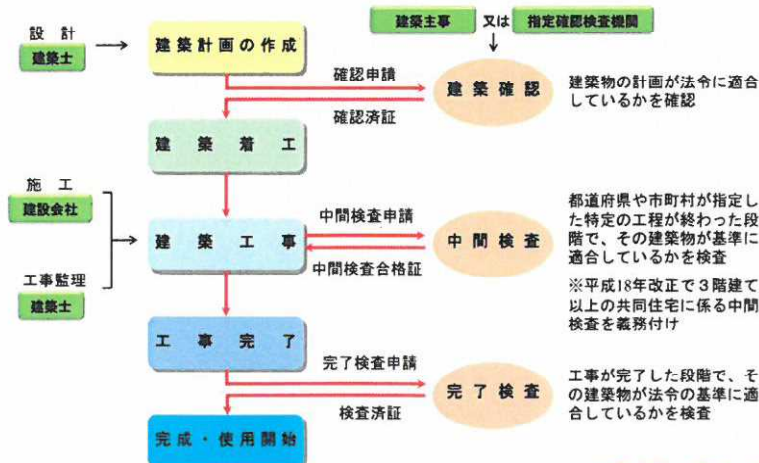 建築主事 又は 指定確認検査機関
設計
建築士
建築計画の作成
確認申請
確認済証
建築確認
建築物の計画が法令に適合
しているかを確認
建築着工
施工
建設会社
工事監理
建築士
建築工事
中間検査申請
中間検査合格証
中間検査
都道府県や市町村が指定し
た特定の工程が終わった段
階で、その建築物が基準に
適合しているかを検査
※平成18年改正で3階建て
以上の共同住宅に係る中間
検査を義務付け
工事完了
完了検査申請
検査済証
完了検査
工事が完了した段階で、そ
の建築物が法令の基準に適
合しているかを検査
完成・使用開始